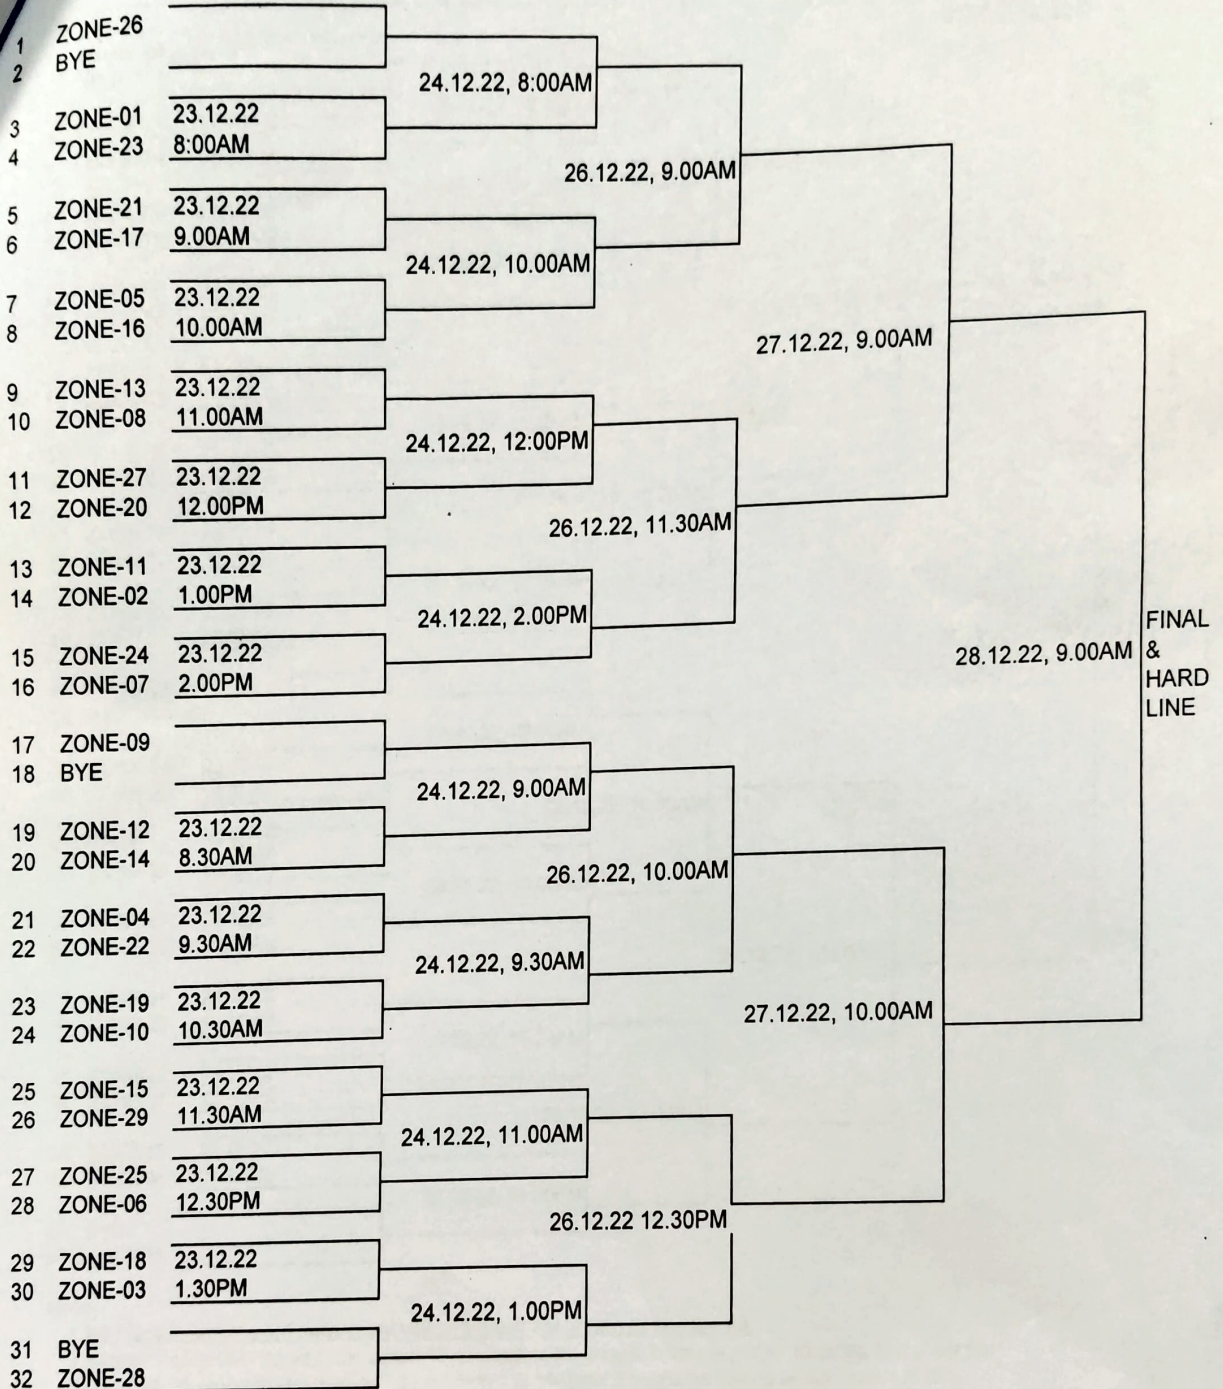 1 ZONE-26
2 BYE
24.12.22, 8:00AM
3 ZONE-01 23.12.22
4 ZONE-23 8:00AM
26.12.22, 9.00AM
5 ZONE-21 23.12.22
6 ZONE-17 9.00AM
24.12.22, 10.00AM
7 ZONE-05 23.12.22
8 ZONE-16 10.00AM
27.12.22, 9.00AM
9 ZONE-13 23.12.22
10 ZONE-08 11.00AM
24.12.22, 12:00PM
11 ZONE-27 23.12.22
12 ZONE-20 12.00PM
26.12.22, 11.30AM
13 ZONE-11 23.12.22
14 ZONE-02 1.00PM
24.12.22, 2.00PM
15 ZONE-24 23.12.22
16 ZONE-07 2.00PM
28.12.22, 9.00AM
FINAL
&
HARD
LINE
17 ZONE-09
18 BYE
24.12.22, 9.00AM
19 ZONE-12 23.12.22
20 ZONE-14 8.30AM
26.12.22, 10.00AM
21 ZONE-04 23.12.22
22 ZONE-22 9.30AM
24.12.22, 9.30AM
23 ZONE-19 23.12.22
24 ZONE-10 10.30AM
27.12.22, 10.00AM
25 ZONE-15 23.12.22
26 ZONE-29 11.30AM
24.12.22, 11.00AM
27 ZONE-25 23.12.22
28 ZONE-06 12.30PM
26.12.22 12.30PM
29 ZONE-18 23.12.22
30 ZONE-03 1.30PM
24.12.22, 1.00PM
31 BYE
32 ZONE-28